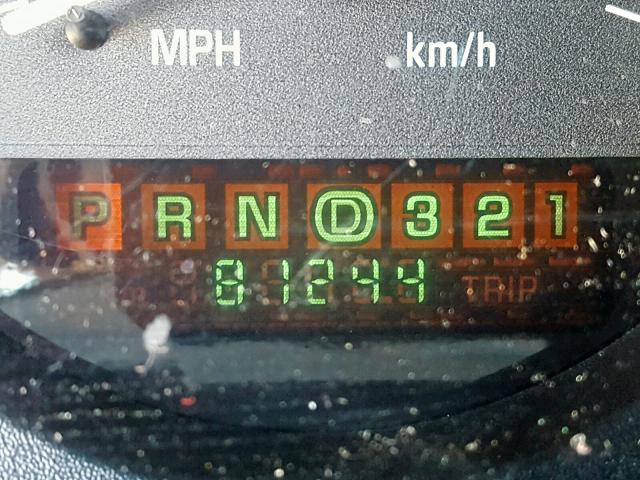 MPH km/h
P R N D 3 2 1
81244 TRIP